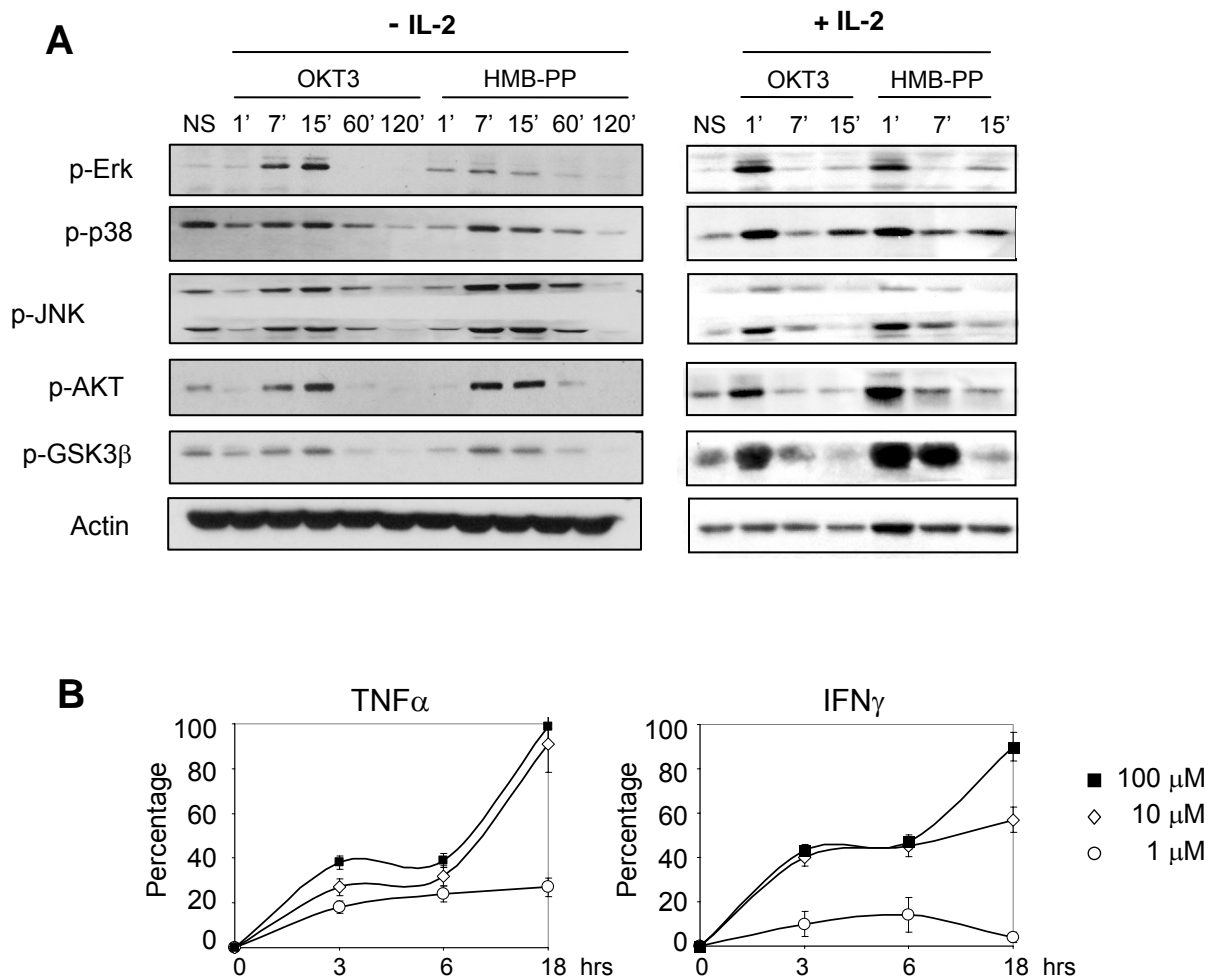 A
- IL-2
+ IL-2
OKT3 HMB-PP
OKT3 HMB-PP
NS 1’ 7’ 15’ 60’ 120’ 1’ 7’ 15’ 60’ 120’
NS 1’ 7’ 15’ 1’ 7’ 15’
p-Erk
p-p38
p-JNK
p-AKT
p-GSK3β
Actin
B
TNFα
Percentage
100
80
60
40
20
0
0 3 6 18 hrs
IFNγ
Percentage
100
80
60
40
20
0
0 3 6 18 hrs
100 μM
10 μM
1 μM